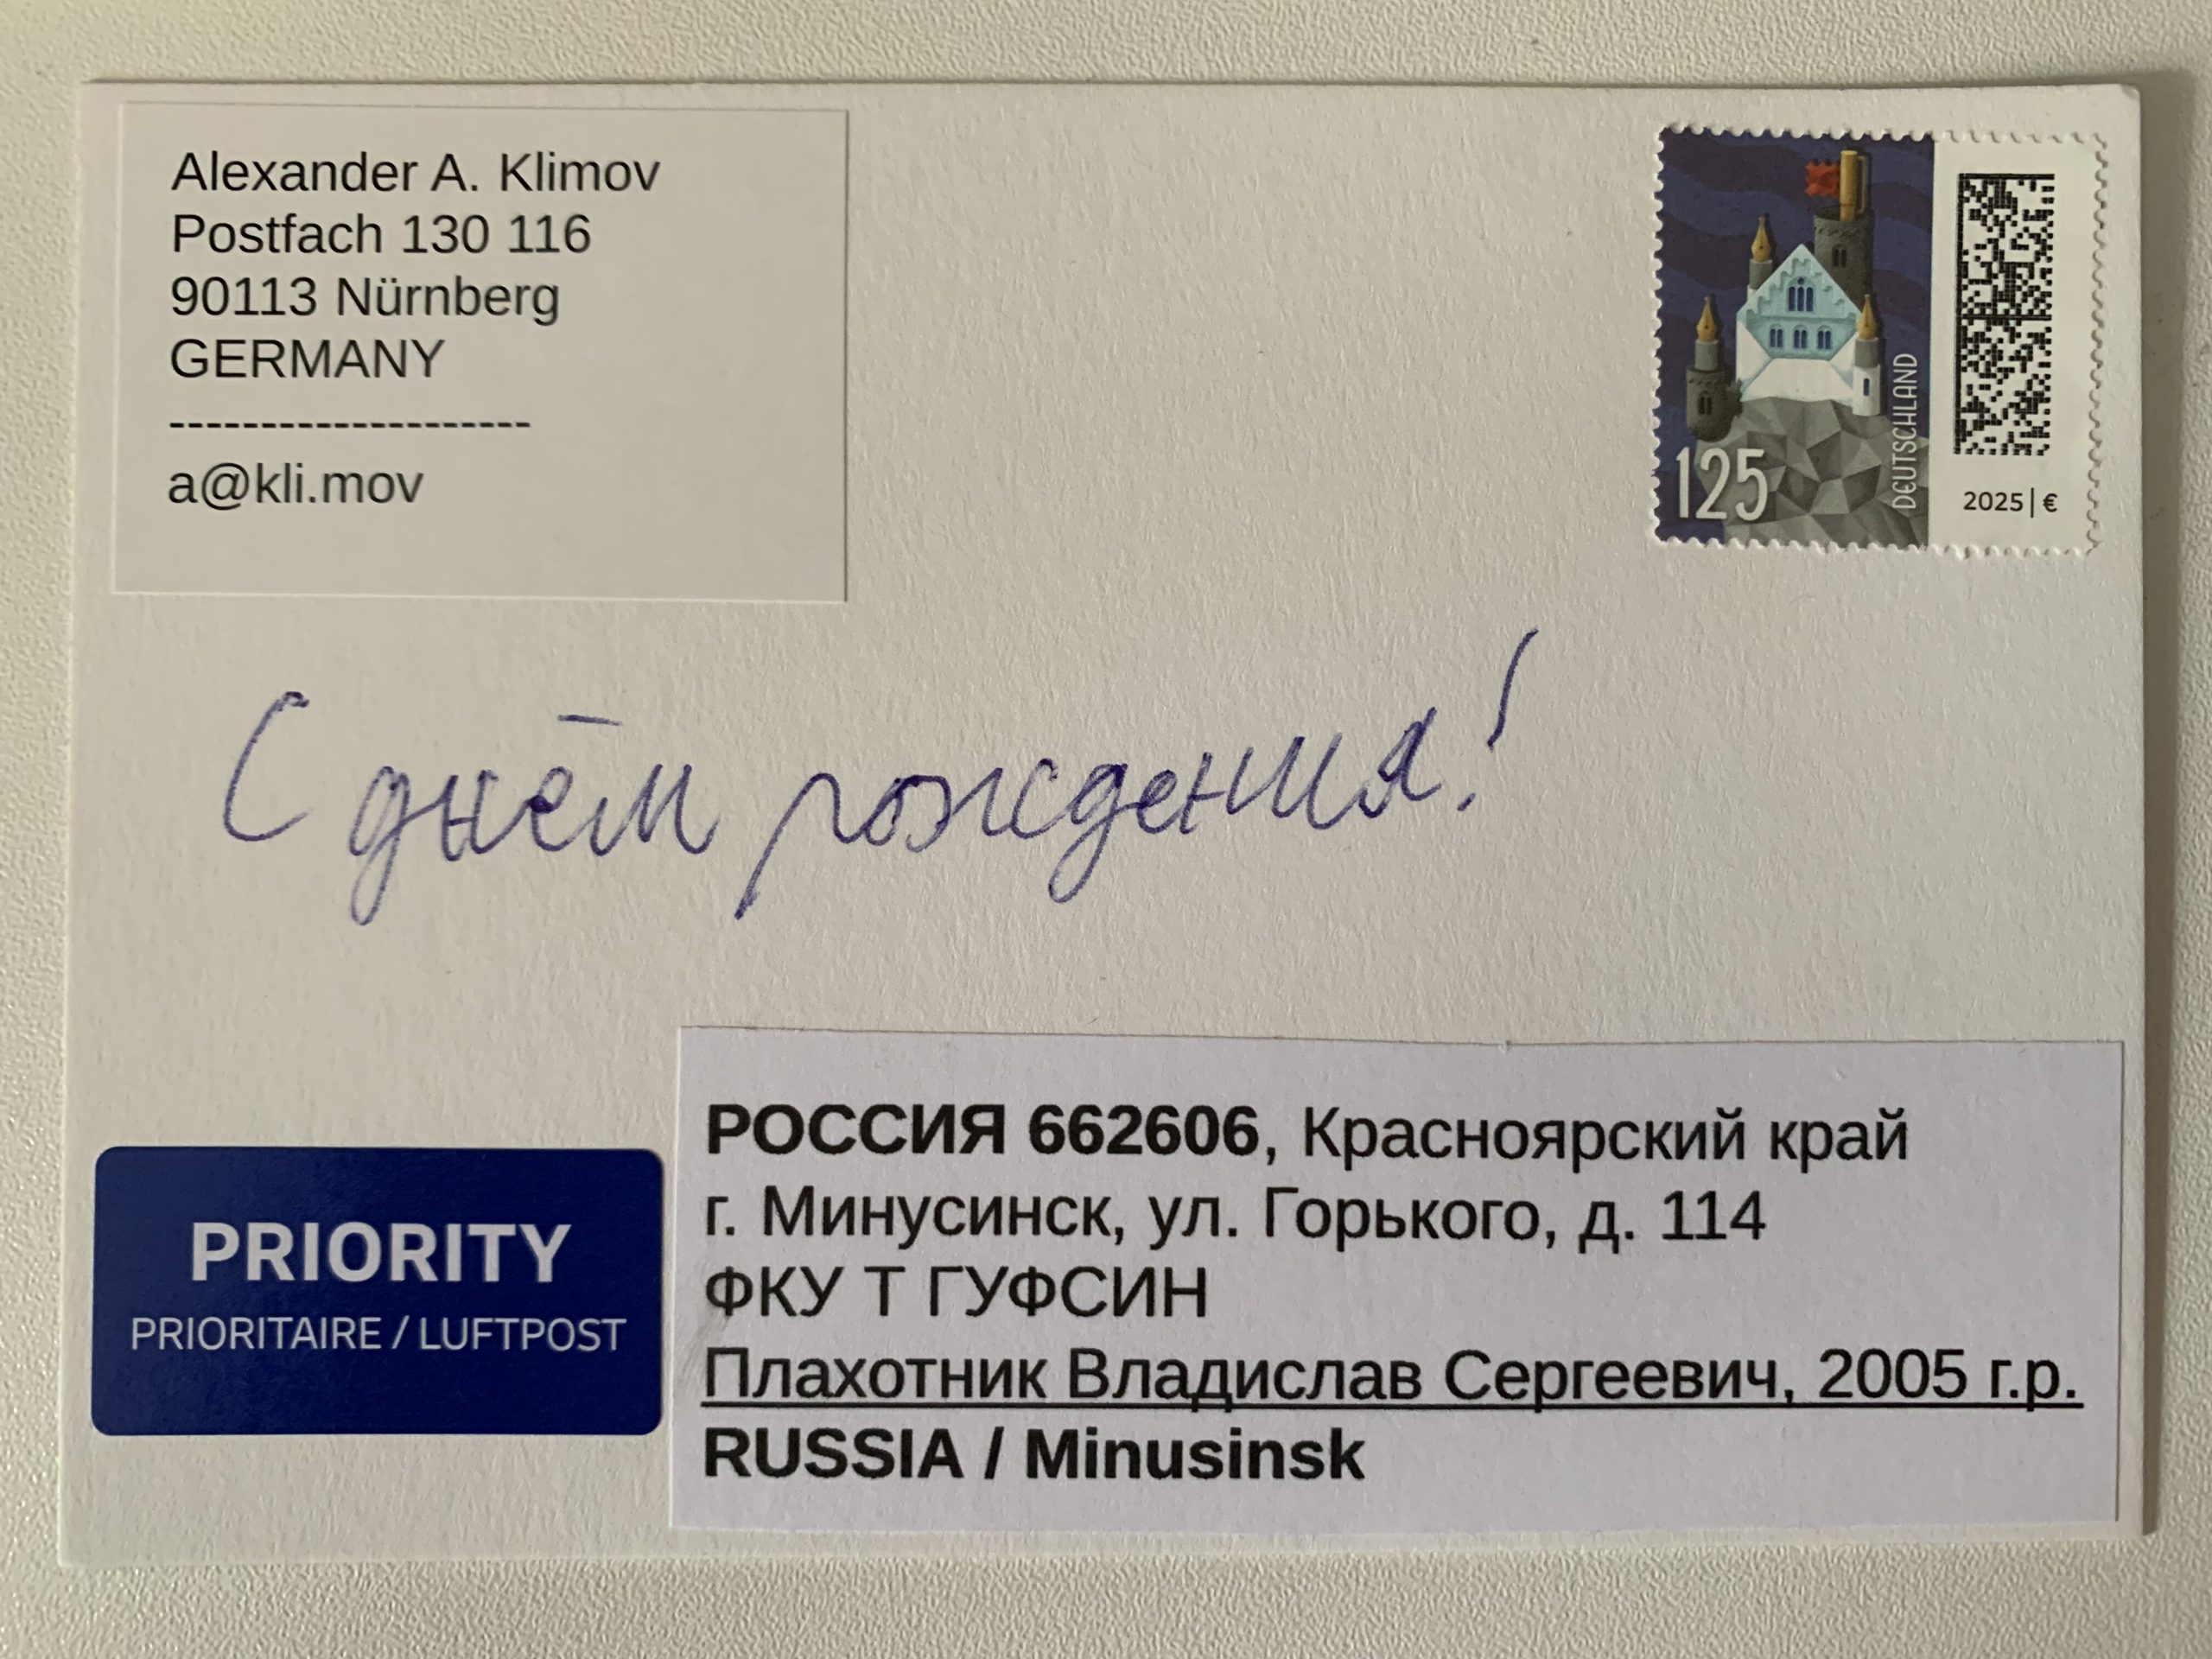 Alexander A. Klimov
Postfach 130 116
90113 Nürnberg
GERMANY
--------------------
a@kli.mov
125
DEUTSCHLAND
2025 | €
С днём рождения!
PRIORITY
PRIORITAIRE / LUFTPOST
РОССИЯ 662606, Красноярский край
г. Минусинск, ул. Горького, д. 114
ФКУ Т ГУФСИН
Плахотник Владислав Сергеевич, 2005 г.р.
RUSSIA / Minusinsk